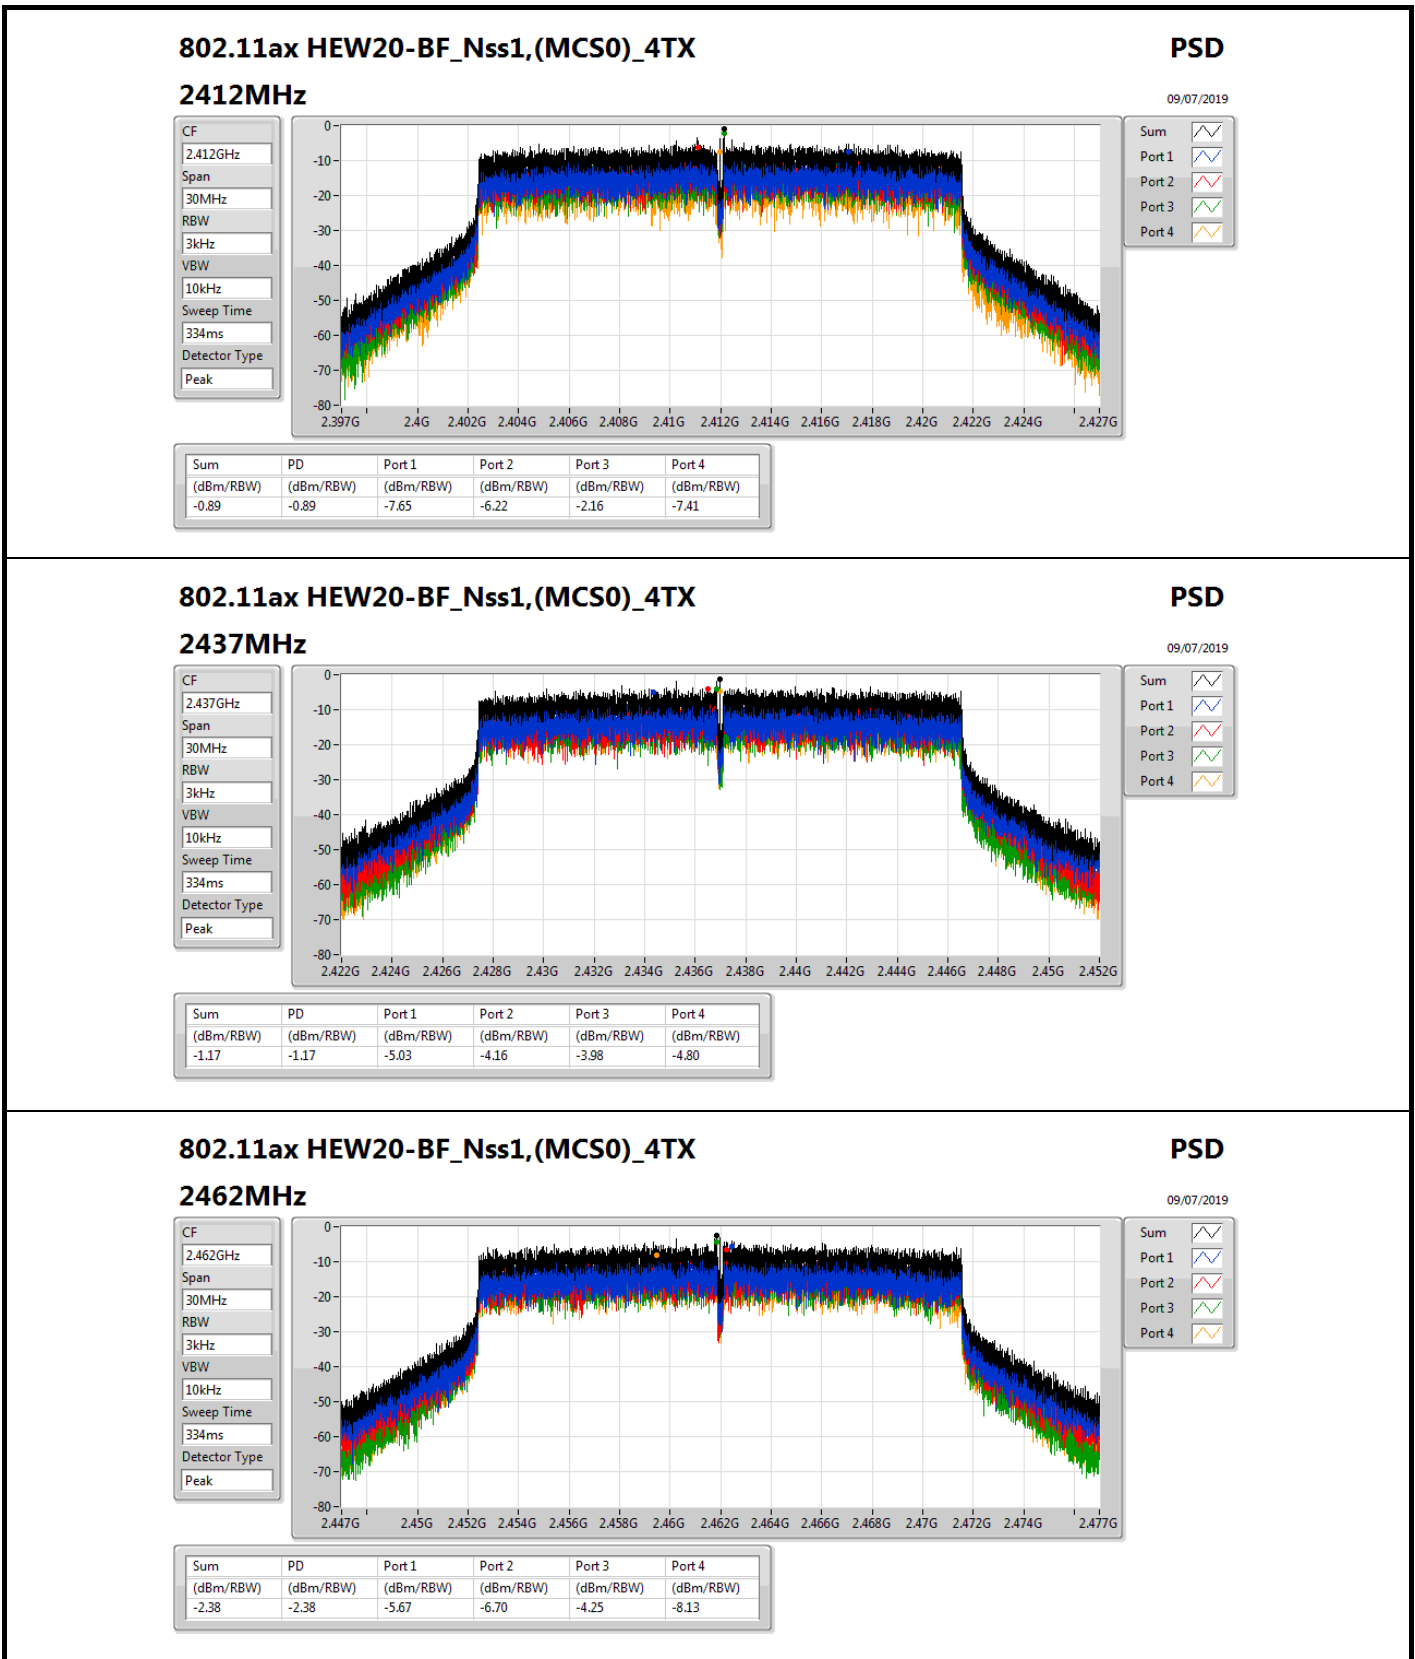 802.11ax HEW20-BF_Nss1,(MCS0)_4TX PSD
2412MHz 09/07/2019
CF
2.412GHz
Span
30MHz
RBW
3kHz
VBW
10kHz
Sweep Time
334ms
Detector Type
Peak
0
-10
-20
-30
-40
-50
-60
-70
-80
2.397G 2.4G 2.402G 2.404G 2.406G 2.408G 2.41G 2.412G 2.414G 2.416G 2.418G 2.42G 2.422G 2.424G 2.427G
Sum
Port 1
Port 2
Port 3
Port 4
Sum PD Port 1 Port 2 Port 3 Port 4
(dBm/RBW) (dBm/RBW) (dBm/RBW) (dBm/RBW) (dBm/RBW) (dBm/RBW)
-0.89 -0.89 -7.65 -6.22 -2.16 -7.41
802.11ax HEW20-BF_Nss1,(MCS0)_4TX PSD
2437MHz 09/07/2019
CF
2.437GHz
Span
30MHz
RBW
3kHz
VBW
10kHz
Sweep Time
334ms
Detector Type
Peak
0
-10
-20
-30
-40
-50
-60
-70
-80
2.422G 2.424G 2.426G 2.428G 2.43G 2.432G 2.434G 2.436G 2.438G 2.44G 2.442G 2.444G 2.446G 2.448G 2.45G 2.452G
Sum
Port 1
Port 2
Port 3
Port 4
Sum PD Port 1 Port 2 Port 3 Port 4
(dBm/RBW) (dBm/RBW) (dBm/RBW) (dBm/RBW) (dBm/RBW) (dBm/RBW)
-1.17 -1.17 -5.03 -4.16 -3.98 -4.80
802.11ax HEW20-BF_Nss1,(MCS0)_4TX PSD
2462MHz 09/07/2019
CF
2.462GHz
Span
30MHz
RBW
3kHz
VBW
10kHz
Sweep Time
334ms
Detector Type
Peak
0
-10
-20
-30
-40
-50
-60
-70
-80
2.447G 2.45G 2.452G 2.454G 2.456G 2.458G 2.46G 2.462G 2.464G 2.466G 2.468G 2.47G 2.472G 2.474G 2.477G
Sum
Port 1
Port 2
Port 3
Port 4
Sum PD Port 1 Port 2 Port 3 Port 4
(dBm/RBW) (dBm/RBW) (dBm/RBW) (dBm/RBW) (dBm/RBW) (dBm/RBW)
-2.38 -2.38 -5.67 -6.70 -4.25 -8.13